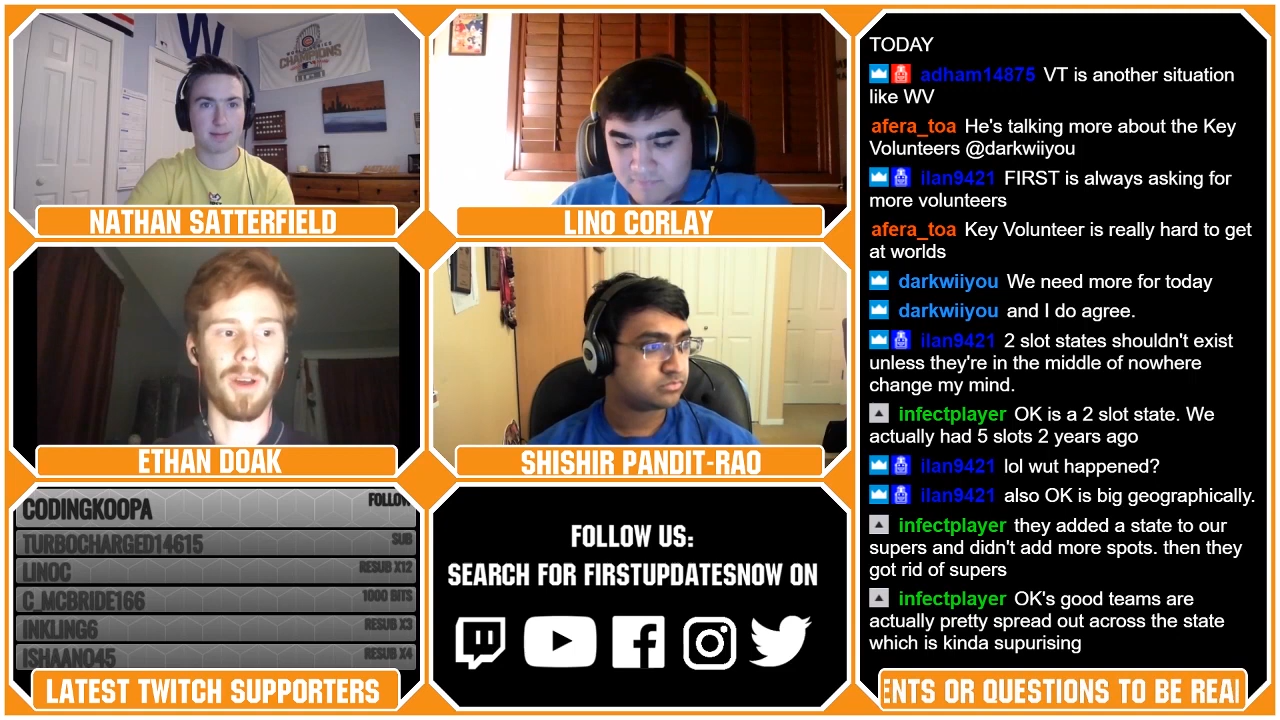 W
CHAMPIONS
NATHAN SATTERFIELD
LINO CORLAY
ETHAN DOAK
SHISHIR PANDIT-RAO
CODINGKOOPA FOLLOW
TURBOCHARGED14615 SUB
LINOC RESUB X12
C_MCBRIDE166 1000 BITS
INKLING6 RESUB X3
ISHAAN045 RESUB X4
LATEST TWITCH SUPPORTERS
FOLLOW US:
SEARCH FOR FIRSTUPDATESNOW ON
TODAY
adham14875 VT is another situation
like WV
afera_toa He's talking more about the Key
Volunteers @darkwiiyou
ilan9421 FIRST is always asking for
more volunteers
afera_toa Key Volunteer is really hard to get
at worlds
darkwiiyou We need more for today
darkwiiyou and I do agree.
ilan9421 2 slot states shouldn't exist
unless they're in the middle of nowhere
change my mind.
infectplayer OK is a 2 slot state. We
actually had 5 slots 2 years ago
ilan9421 lol wut happened?
ilan9421 also OK is big geographically.
infectplayer they added a state to our
supers and didn't add more spots. then they
got rid of supers
infectplayer OK's good teams are
actually pretty spread out across the state
which is kinda supurising
ENTS OR QUESTIONS TO BE REA